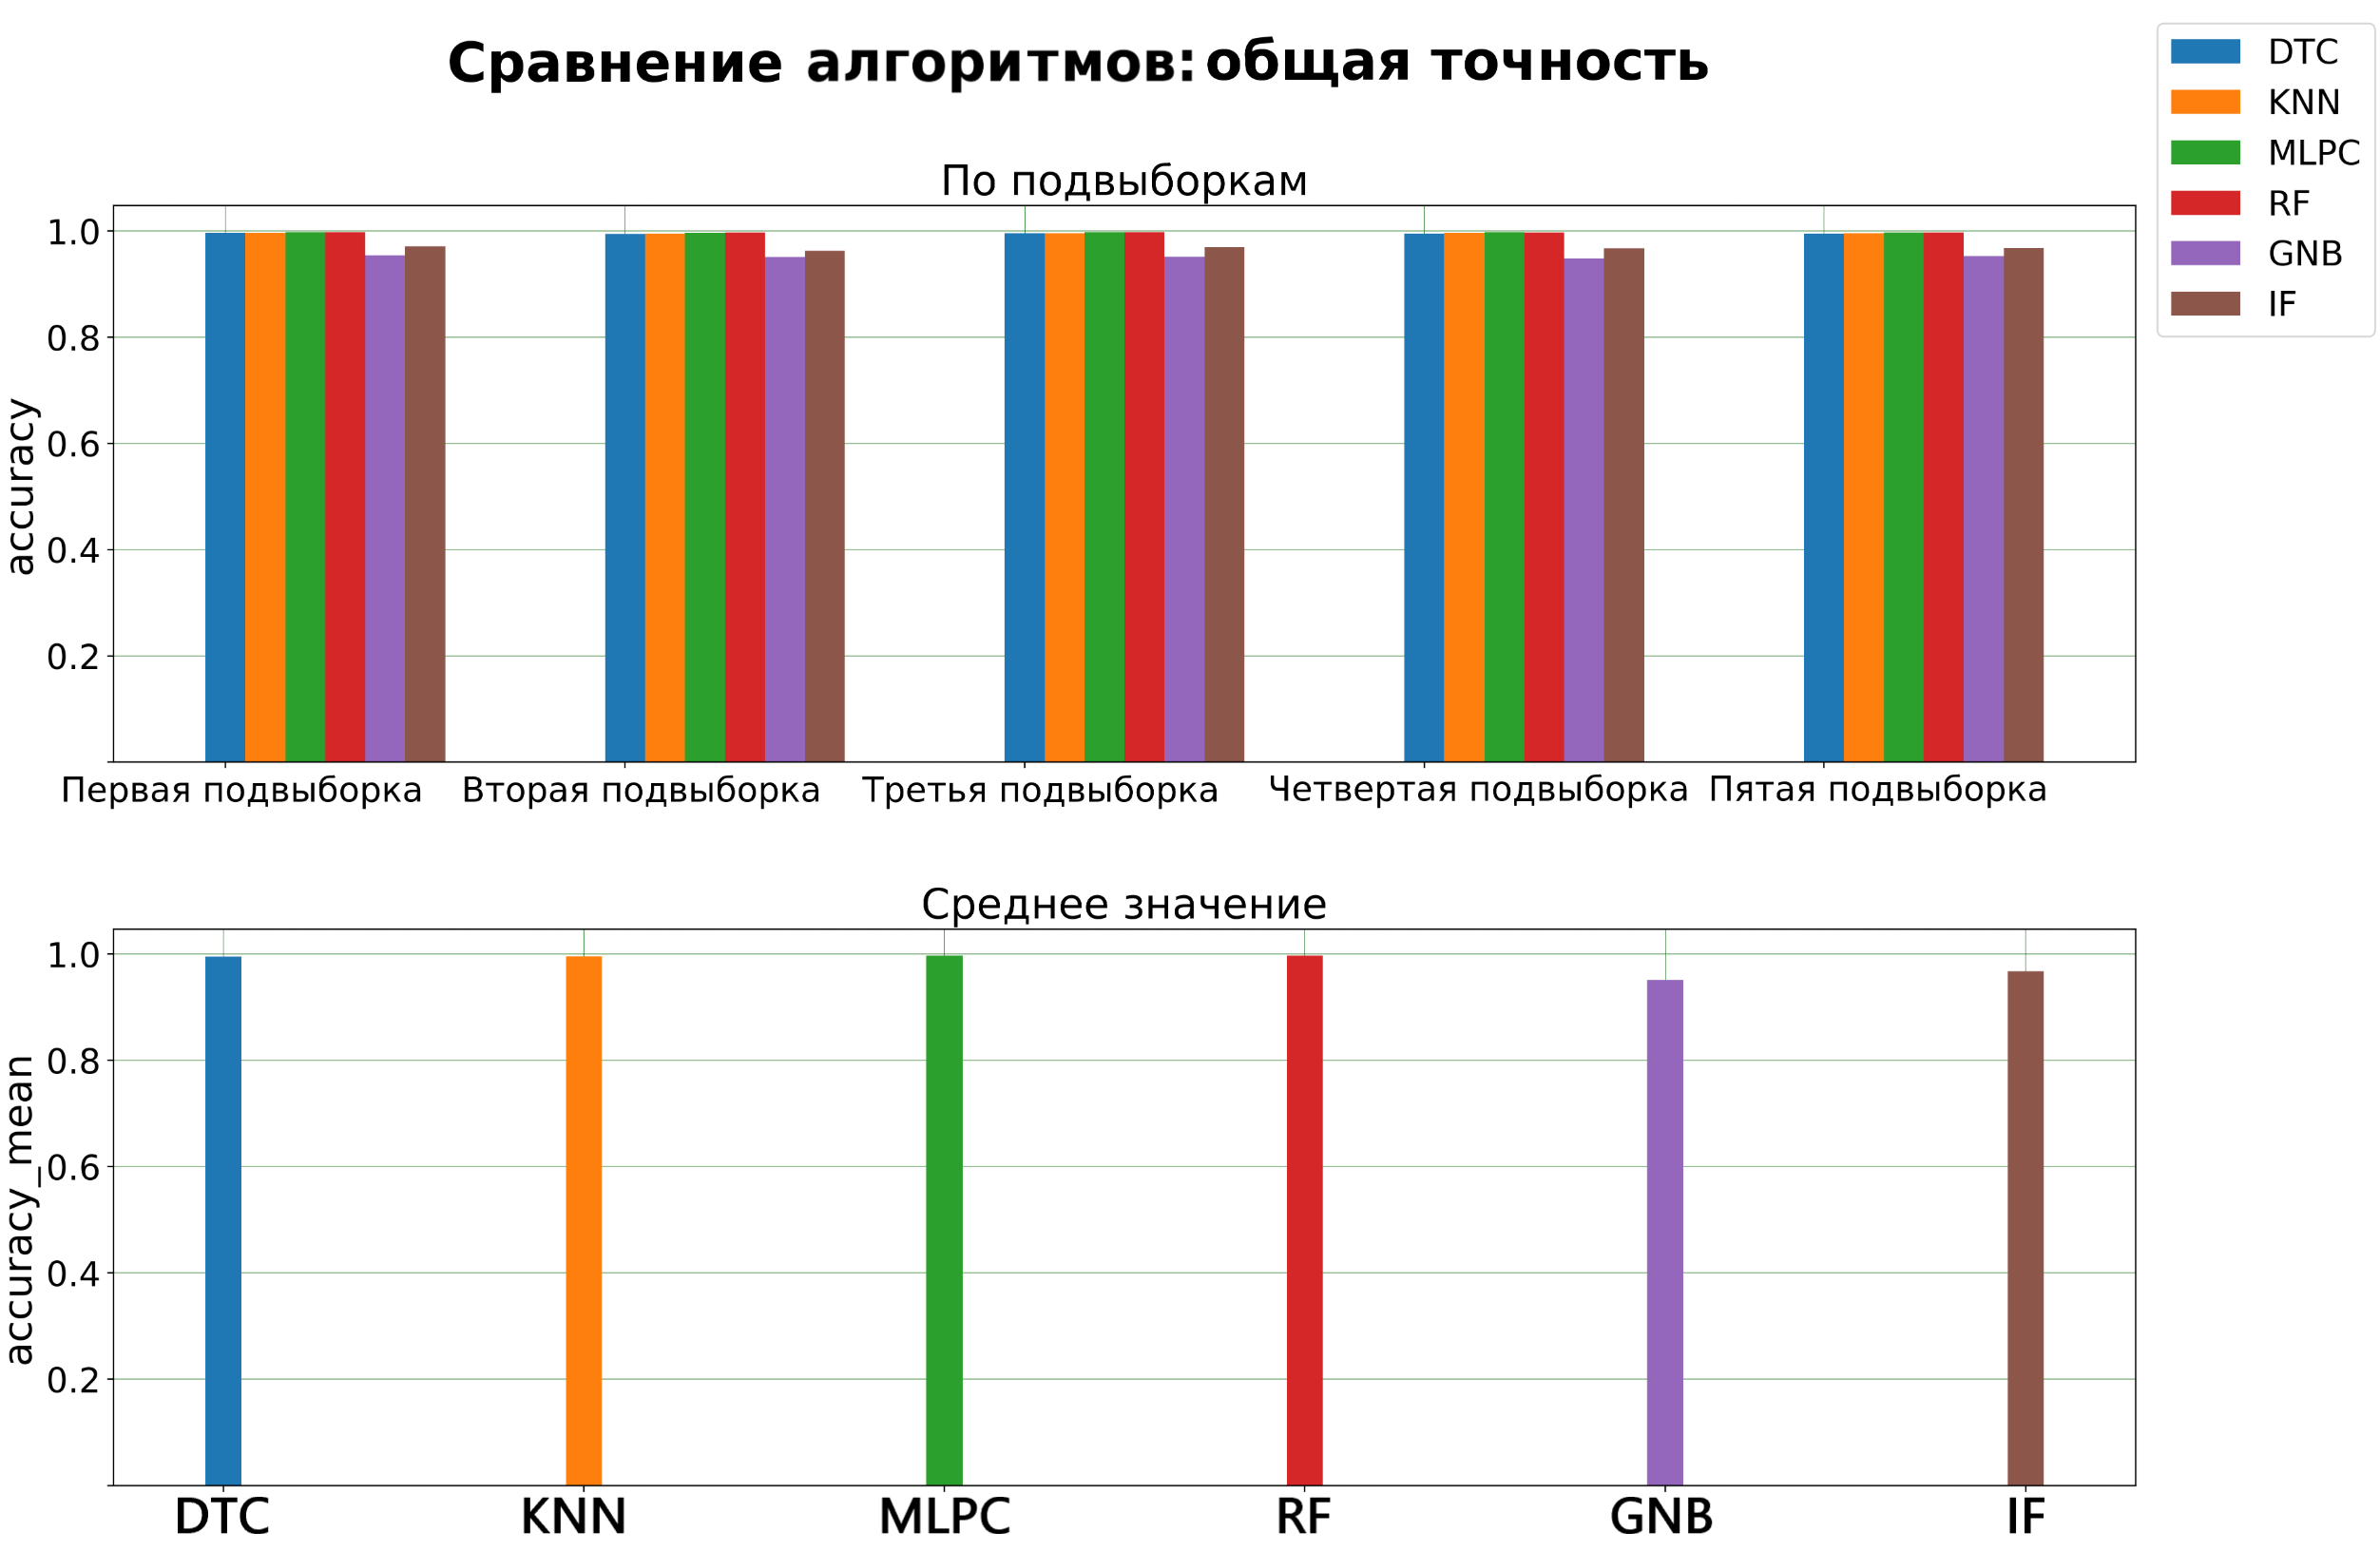 Сравнение алгоритмов: общая точность
DTC
KNN
MLPC
RF
GNB
IF
По подвыборкам
accuracy
1.0
0.8
0.6
0.4
0.2
Первая подвыборка Вторая подвыборка Третья подвыборка Четвертая подвыборка Пятая подвыборка
Среднее значение
accuracy_mean
1.0
0.8
0.6
0.4
0.2
DTC KNN MLPC RF GNB IF